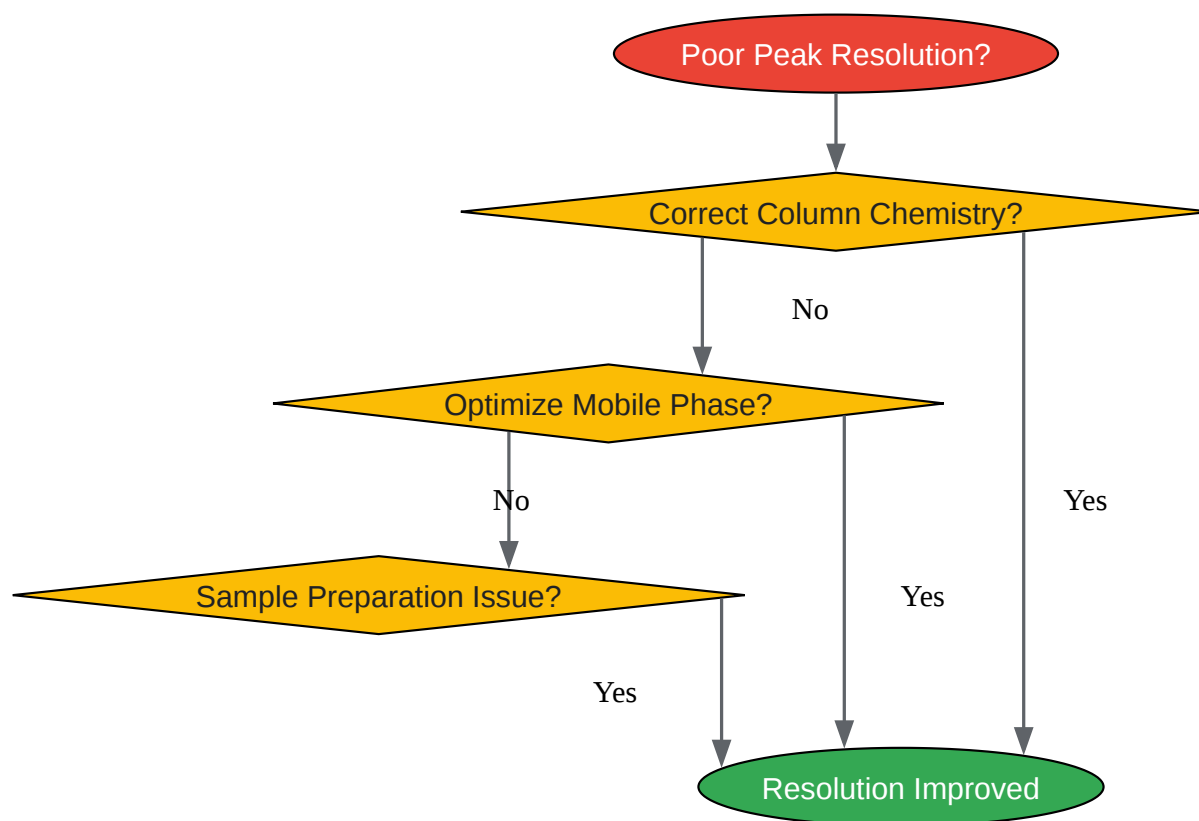 Poor Peak Resolution?
Correct Column Chemistry?
No
Optimize Mobile Phase?
No
Yes
Sample Preparation Issue?
Yes
Yes
Resolution Improved